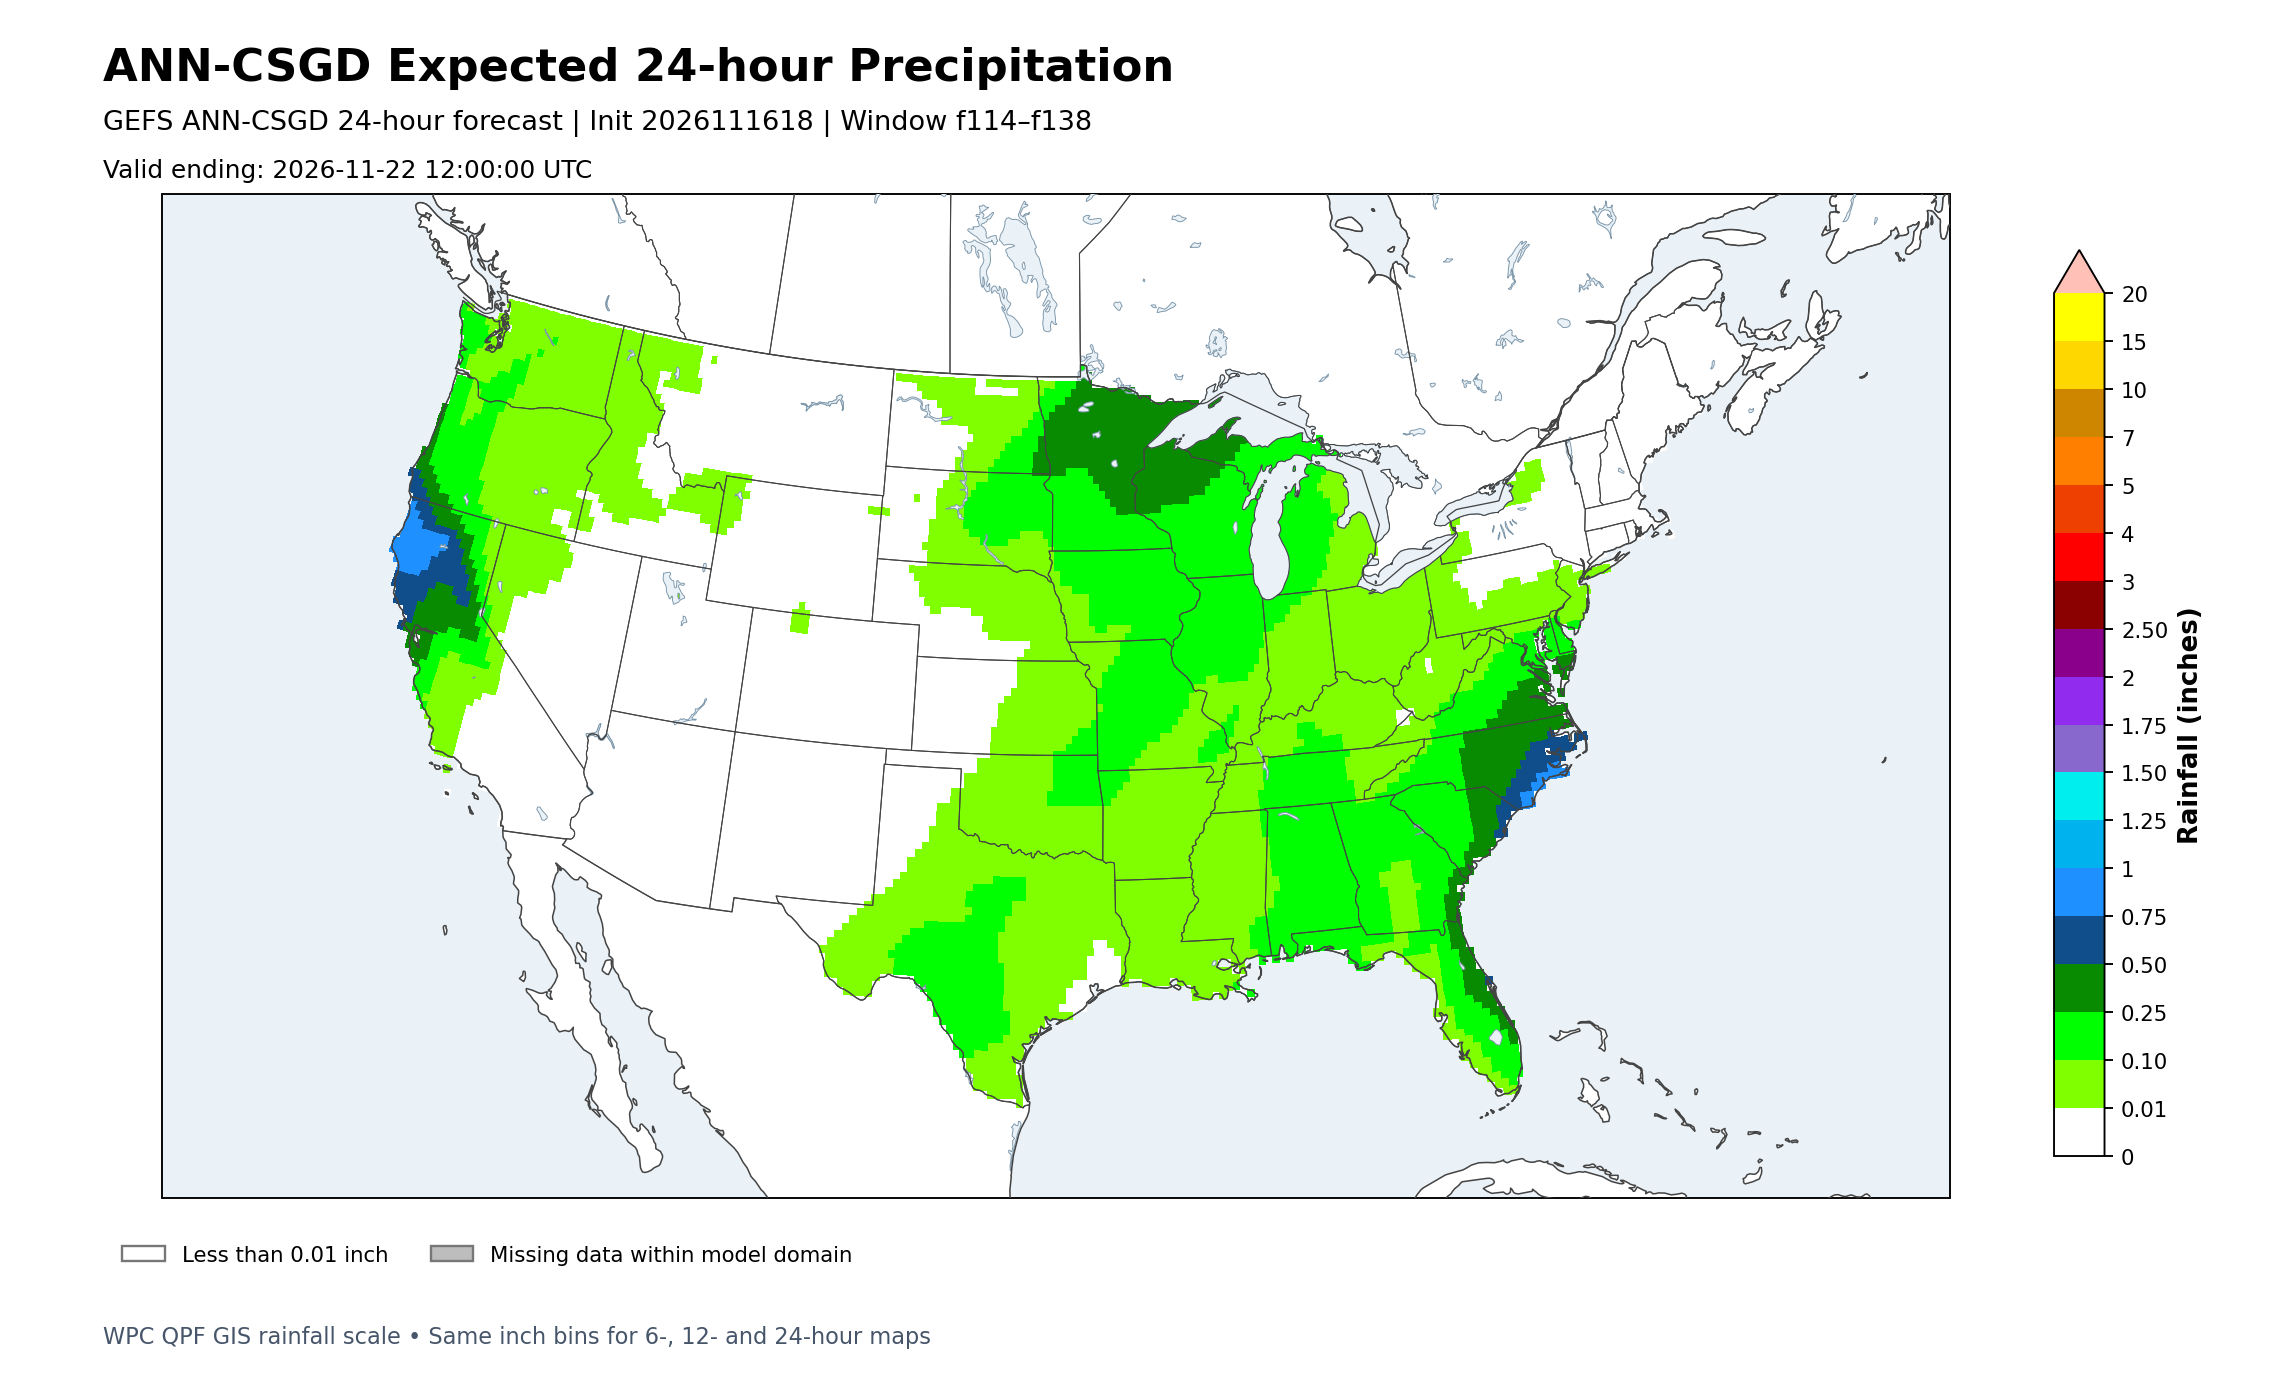 ANN-CSGD Expected 24-hour Precipitation
GEFS ANN-CSGD 24-hour forecast | Init 2026111618 | Window f114–f138
Valid ending: 2026-11-22 12:00:00 UTC
20
15
10
7
5
4
3
2.50
2
1.75
1.50
1.25
1
0.75
0.50
0.25
0.10
0.01
0
Rainfall (inches)
Less than 0.01 inch
Missing data within model domain
WPC QPF GIS rainfall scale • Same inch bins for 6-, 12- and 24-hour maps